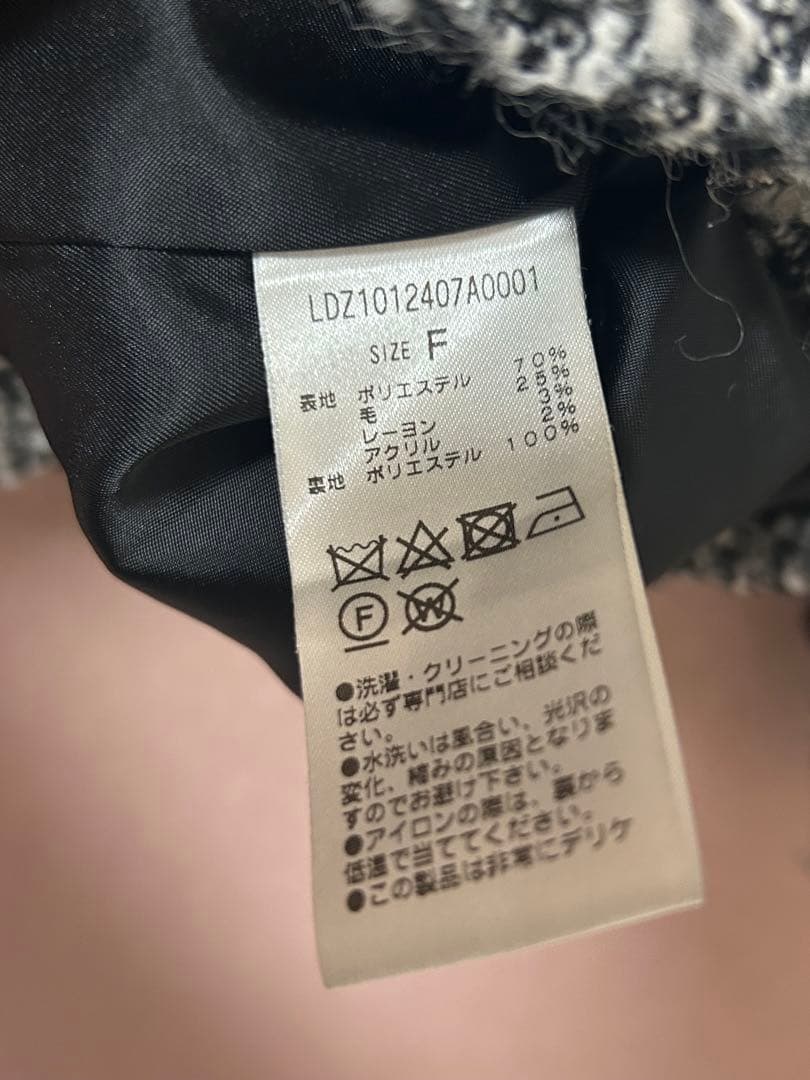 LDZ1012407A0001
SIZE F
表地 ポリエステル 70%
毛 25%
レーヨン 3%
アクリル 2%
裏地 ポリエステル 100%
F
W
●洗濯・クリーニングの際
は必ず専門店にご相談くだ
さい。
●水洗いは風合い、光沢の
変化、縮みの原因となりま
すのでお避け下さい。
●アイロンの際は、裏から
低温で当ててください。
●この製品は非常にデリケ